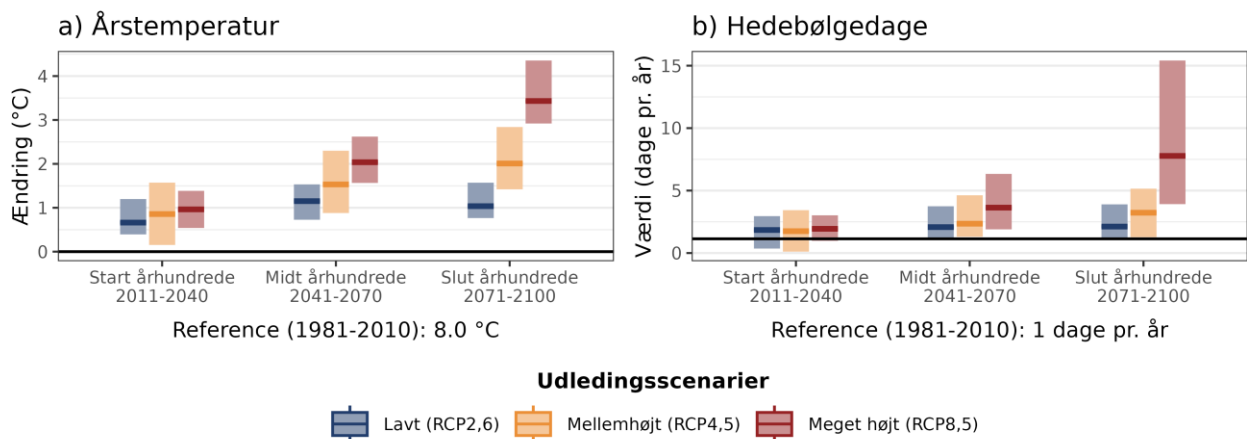 a) Årstemperatur
Ændring (°C)
4
3
2
1
0
Start århundrede
2011-2040
Midt århundrede
2041-2070
Slut århundrede
2071-2100
Reference (1981-2010): 8.0 °C
b) Hedebølgedage
Værdi (dage pr. år)
15
10
5
0
Start århundrede
2011-2040
Midt århundrede
2041-2070
Slut århundrede
2071-2100
Reference (1981-2010): 1 dage pr. år
Udledingsscenarier
Lavt (RCP2,6)
Mellemhøjt (RCP4,5)
Meget højt (RCP8,5)